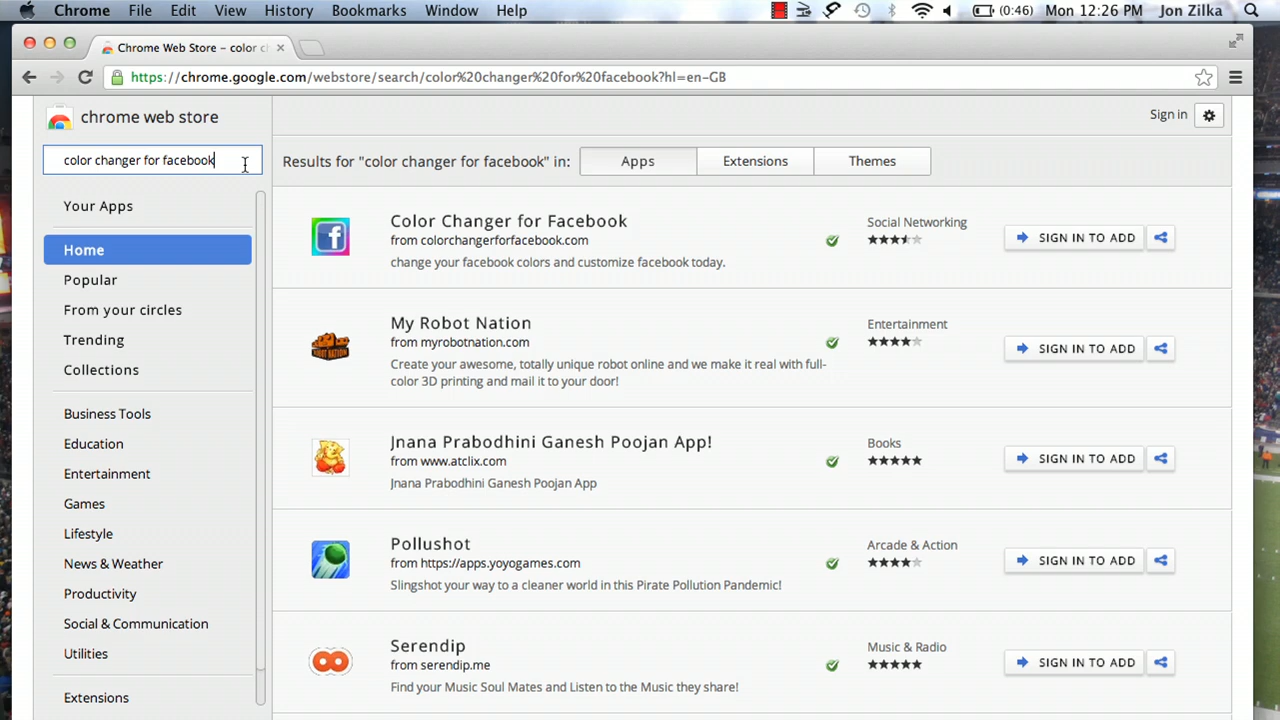 Chrome File Edit View History Bookmarks Window Help (0:46) Mon 12:26 PM Jon Zilka
Chrome Web Store – color ch
https://chrome.google.com/webstore/search/color%20changer%20for%20facebook?hl=en-GB
chrome web store
Sign in
color changer for facebook
Results for "color changer for facebook" in: Apps Extensions Themes
Your Apps
Home
Popular
From your circles
Trending
Collections
Business Tools
Education
Entertainment
Games
Lifestyle
News & Weather
Productivity
Social & Communication
Utilities
Extensions
Color Changer for Facebook
from colorchangerforfacebook.com
change your facebook colors and customize facebook today.
Social Networking
SIGN IN TO ADD
My Robot Nation
from myrobotnation.com
Create your awesome, totally unique robot online and we make it real with full-
color 3D printing and mail it to your door!
Entertainment
SIGN IN TO ADD
ROBOT NATION
Jnana Prabodhini Ganesh Poojan App!
from www.atclix.com
Jnana Prabodhini Ganesh Poojan App
Books
SIGN IN TO ADD
Pollushot
from https://apps.yoyogames.com
Slingshot your way to a cleaner world in this Pirate Pollution Pandemic!
Arcade & Action
SIGN IN TO ADD
Serendip
from serendip.me
Find your Music Soul Mates and Listen to the Music they share!
Music & Radio
SIGN IN TO ADD